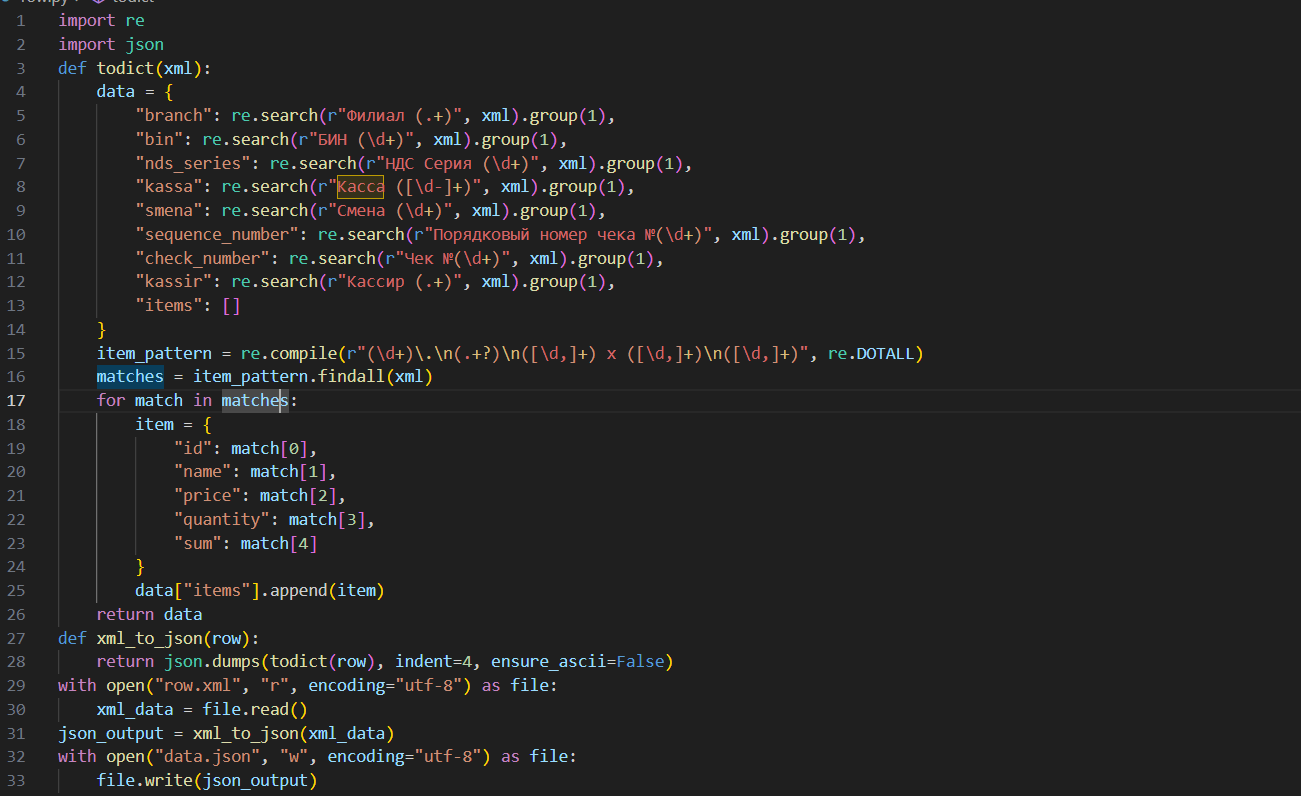 1 import re
2 import json
3 def todict(xml):
4     data = {
5         "branch": re.search(r"Филиал (.+)", xml).group(1),
6         "bin": re.search(r"БИН (\d+)", xml).group(1),
7         "nds_series": re.search(r"НДС Серия (\d+)", xml).group(1),
8         "kassa": re.search(r"Касса ([\d-]+)", xml).group(1),
9         "smena": re.search(r"Смена (\d+)", xml).group(1),
10         "sequence_number": re.search(r"Порядковый номер чека №(\d+)", xml).group(1),
11         "check_number": re.search(r"Чек №(\d+)", xml).group(1),
12         "kassir": re.search(r"Кассир (.+)", xml).group(1),
13         "items": []
14     }
15     item_pattern = re.compile(r"(\d+)\.\n(.+?)\n([\d,]+) x ([\d,]+)\n([\d,]+)", re.DOTALL)
16     matches = item_pattern.findall(xml)
17     for match in matches:
18         item = {
19             "id": match[0],
20             "name": match[1],
21             "price": match[2],
22             "quantity": match[3],
23             "sum": match[4]
24         }
25         data["items"].append(item)
26     return data
27 def xml_to_json(row):
28     return json.dumps(todict(row), indent=4, ensure_ascii=False)
29 with open("row.xml", "r", encoding="utf-8") as file:
30     xml_data = file.read()
31 json_output = xml_to_json(xml_data)
32 with open("data.json", "w", encoding="utf-8") as file:
33     file.write(json_output)